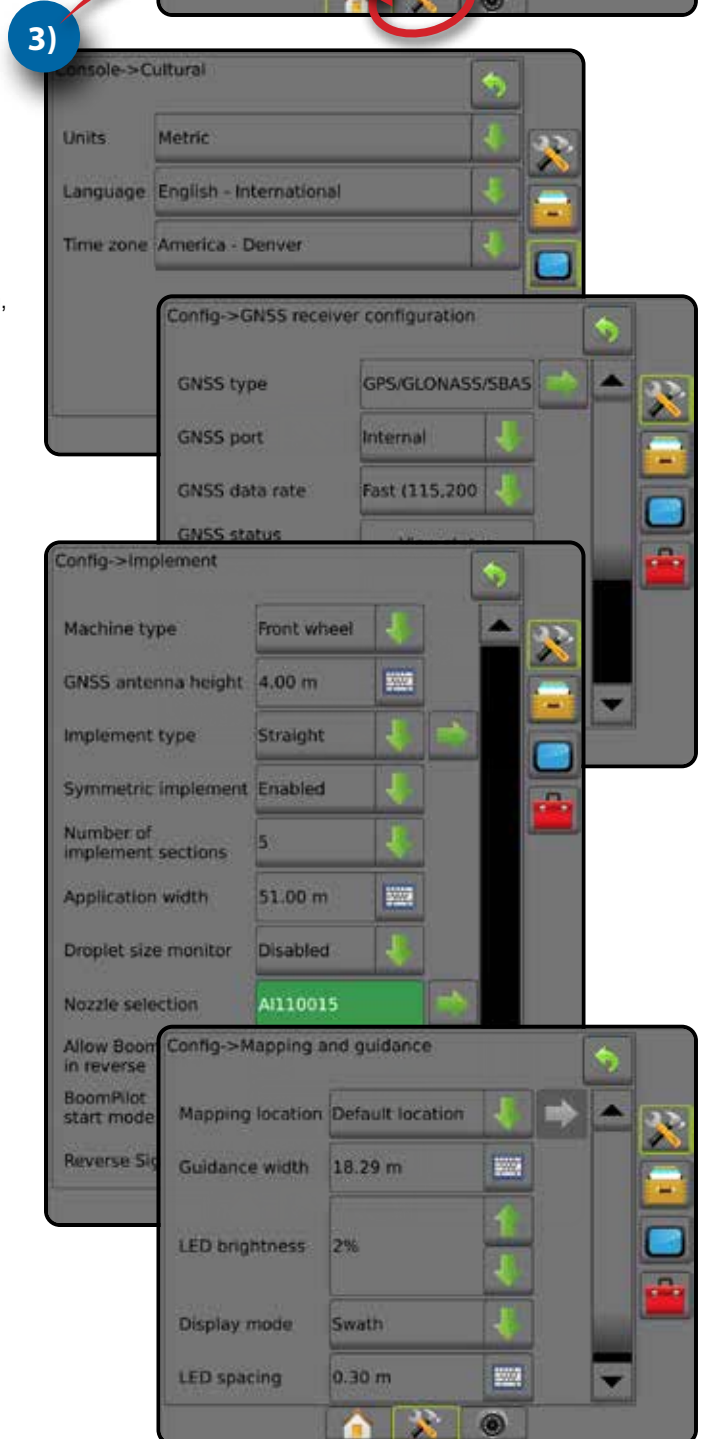 3)
Console->Cultural
Units Metric
Language English - International
Time zone America - Denver
,
Config->GNSS receiver configuration
GNSS type GPS/GLONASS/SBAS
GNSS port Internal
GNSS data rate Fast (115,200
GNSS status
Config->Implement
Machine type Front wheel
GNSS antenna height 4.00 m
Implement type Straight
Symmetric implement Enabled
Number of
implement sections 5
Application width 51.00 m
Droplet size monitor Disabled
Nozzle selection AI110015
Allow Boom
in reverse
BoomPilot
start mode
Reverse Sig
Config->Mapping and guidance
Mapping location Default location
Guidance width 18.29 m
LED brightness 2%
Display mode Swath
LED spacing 0.30 m